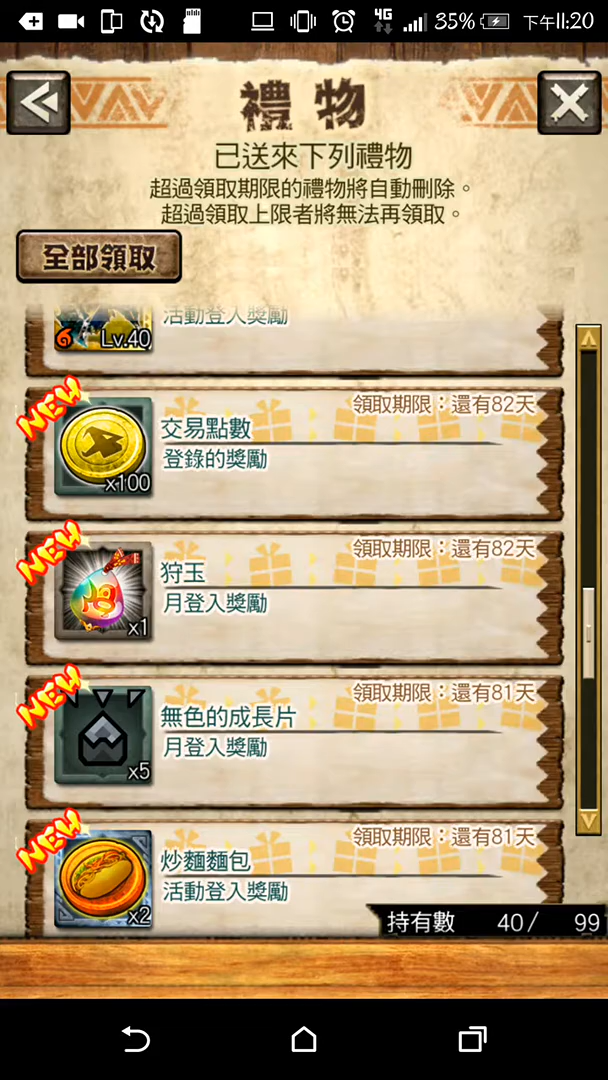 4G
35%
下午11:20
禮物
已送來下列禮物
超過領取期限的禮物將自動刪除。
超過領取上限者將無法再領取。
全部領取
活動登入獎勵
Lv.40
NEW
領取期限：還有82天
交易點數
登錄的獎勵
x100
NEW
領取期限：還有82天
狩玉
月登入獎勵
x1
NEW
領取期限：還有81天
無色的成長片
月登入獎勵
x5
NEW
領取期限：還有81天
炒麵麵包
活動登入獎勵
x2
持有數 40/ 99